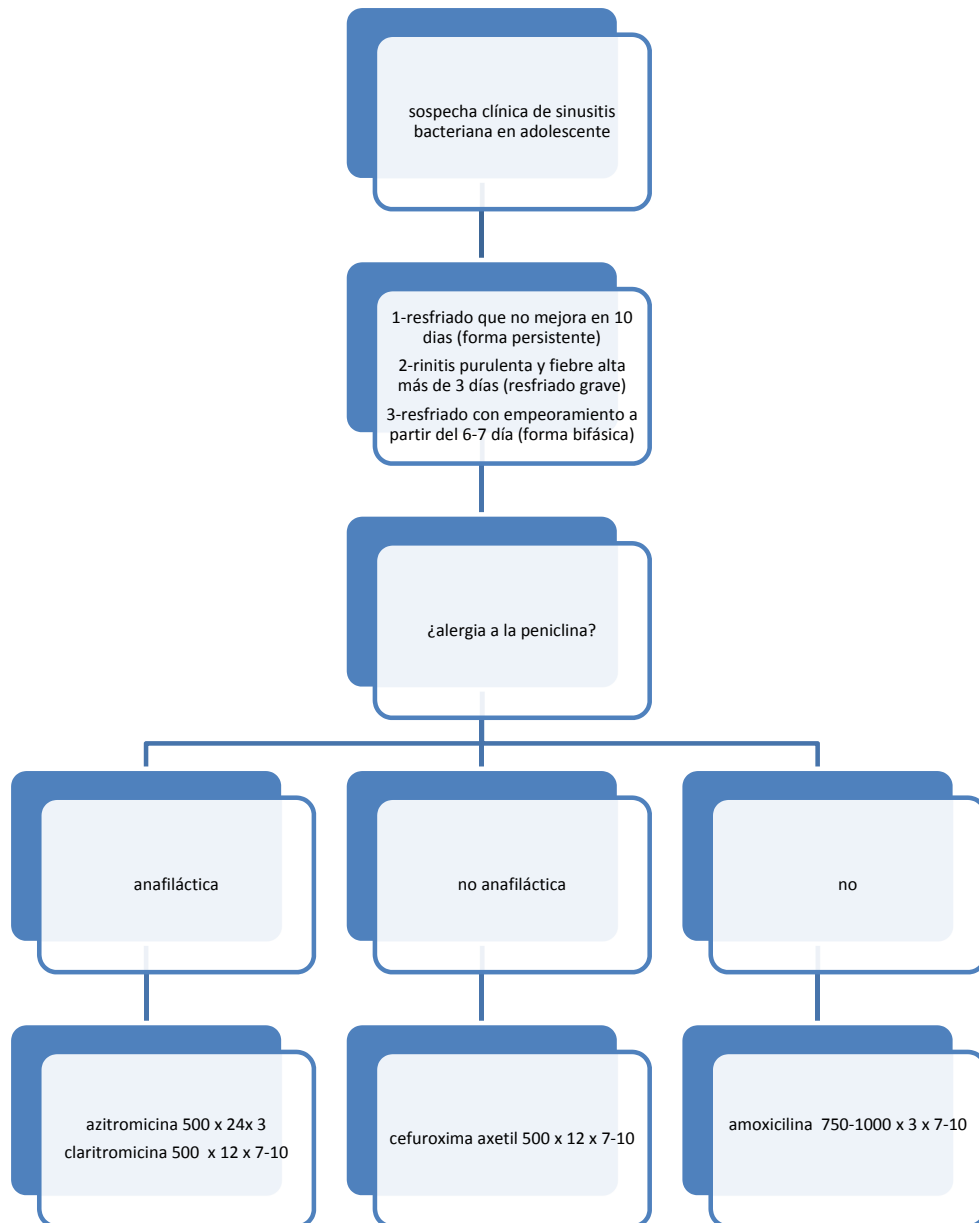 sospecha clínica de sinusitis
bacteriana en adolescente
1-resfriado que no mejora en 10
dias (forma persistente)
2-rinitis purulenta y fiebre alta
más de 3 días (resfriado grave)
3-resfriado con empeoramiento a
partir del 6-7 día (forma bifásica)
¿alergia a la peniclina?
anafiláctica
no anafiláctica
no
azitromicina 500 x 24x 3
claritromicina 500 x 12 x 7-10
cefuroxima axetil 500 x 12 x 7-10
amoxicilina 750-1000 x 3 x 7-10